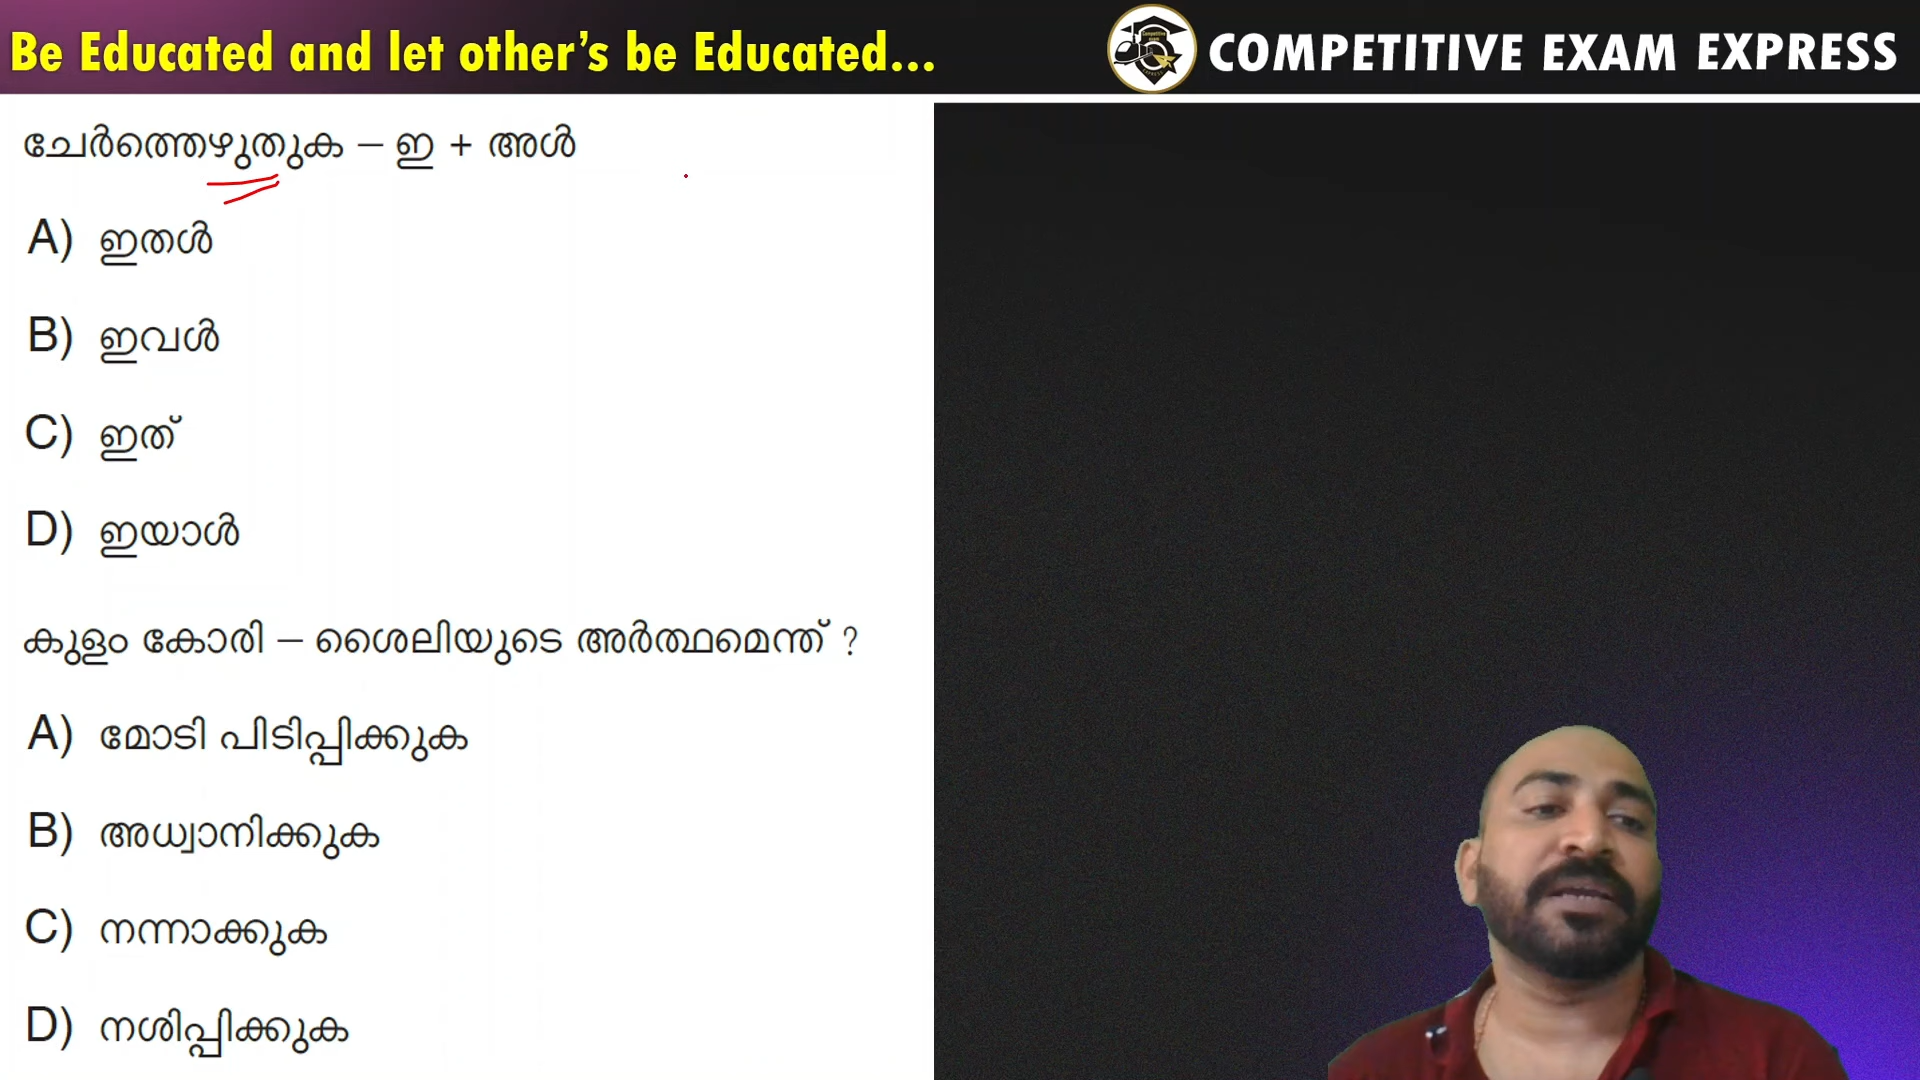 Be Educated and let other's be Educated...
COMPETITIVE EXAM EXPRESS
ചേർത്തെഴുതുക – ഇ + അൾ
A) ഇതൾ
B) ഇവൾ
C) ഇത്
D) ഇയാൾ
കുളം കോരി – ശൈലിയുടെ അർത്ഥമെന്ത് ?
A) മോടി പിടിപ്പിക്കുക
B) അധ്വാനിക്കുക
C) നന്നാക്കുക
D) നശിപ്പിക്കുക